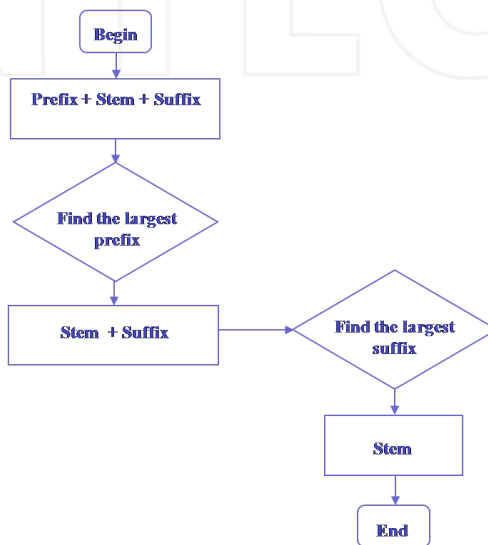 Begin
Prefix + Stem + Suffix
Find the largest
prefix
Stem + Suffix
Find the largest
suffix
Stem
End